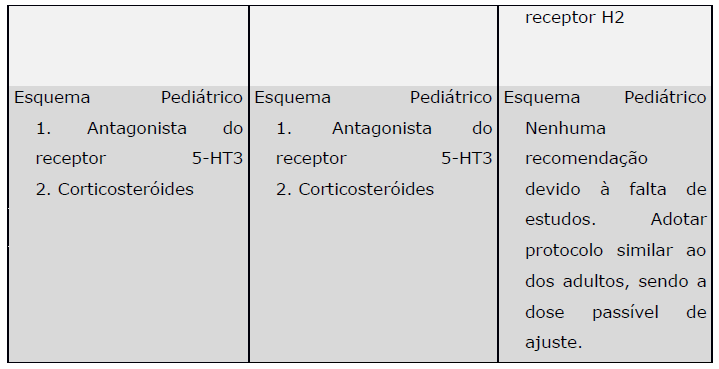 receptor H2
Esquema Pediátrico
1. Antagonista do
receptor 5-HT3
2. Corticosteróides
Esquema Pediátrico
1. Antagonista do
receptor 5-HT3
2. Corticosteróides
Esquema Pediátrico
Nenhuma
recomendação
devido à falta de
estudos. Adotar
protocolo similar ao
dos adultos, sendo a
dose passível de
ajuste.